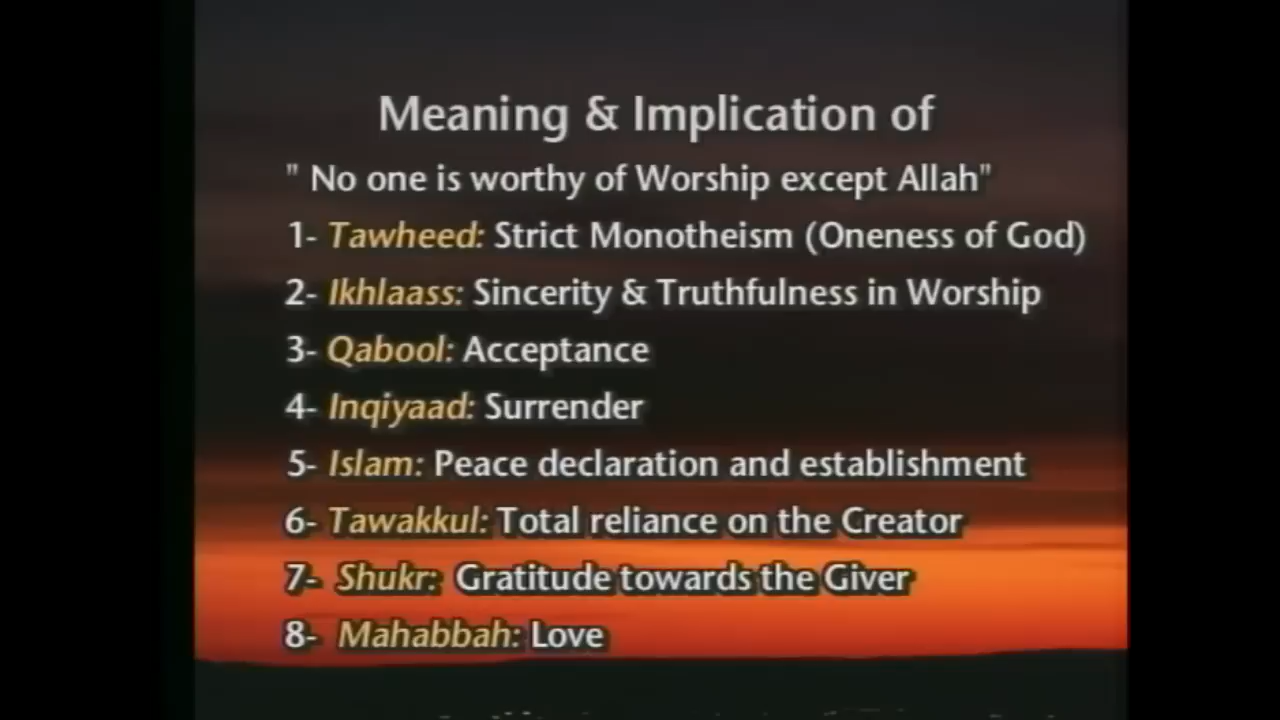 Meaning & Implication of
" No one is worthy of Worship except Allah"
1- Tawheed: Strict Monotheism (Oneness of God)
2- Ikhlaass: Sincerity & Truthfulness in Worship
3- Qabool: Acceptance
4- Inqiyaad: Surrender
5- Islam: Peace declaration and establishment
6- Tawakkul: Total reliance on the Creator
7- Shukr: Gratitude towards the Giver
8- Mahabbah: Love